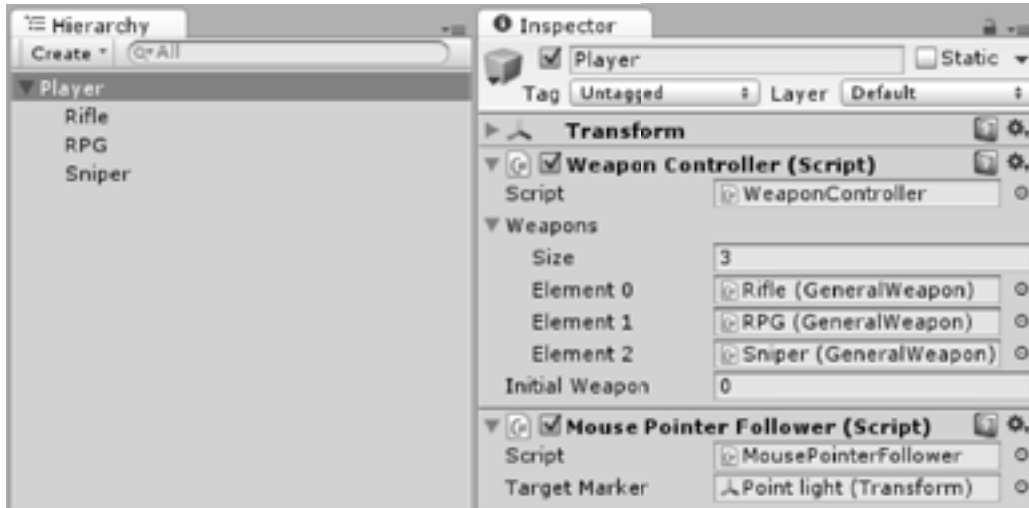 Hierarchy
Create
All
Player
Rifle
RPG
Sniper
Inspector
Player
Static
Tag Untagged Layer Default
Transform
Weapon Controller (Script)
Script WeaponController
Weapons
Size 3
Element 0 Rifle (GeneralWeapon)
Element 1 RPG (GeneralWeapon)
Element 2 Sniper (GeneralWeapon)
Initial Weapon 0
Mouse Pointer Follower (Script)
Script MousePointerFollower
Target Marker Point light (Transform)